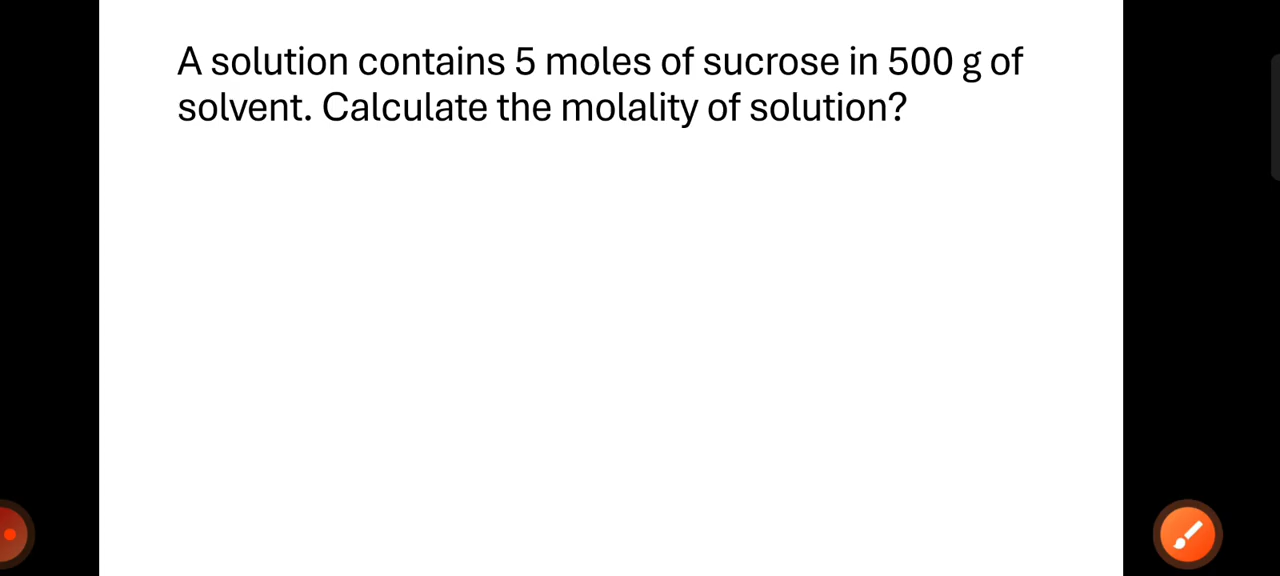 A solution contains 5 moles of sucrose in 500 g of
solvent. Calculate the molality of solution?